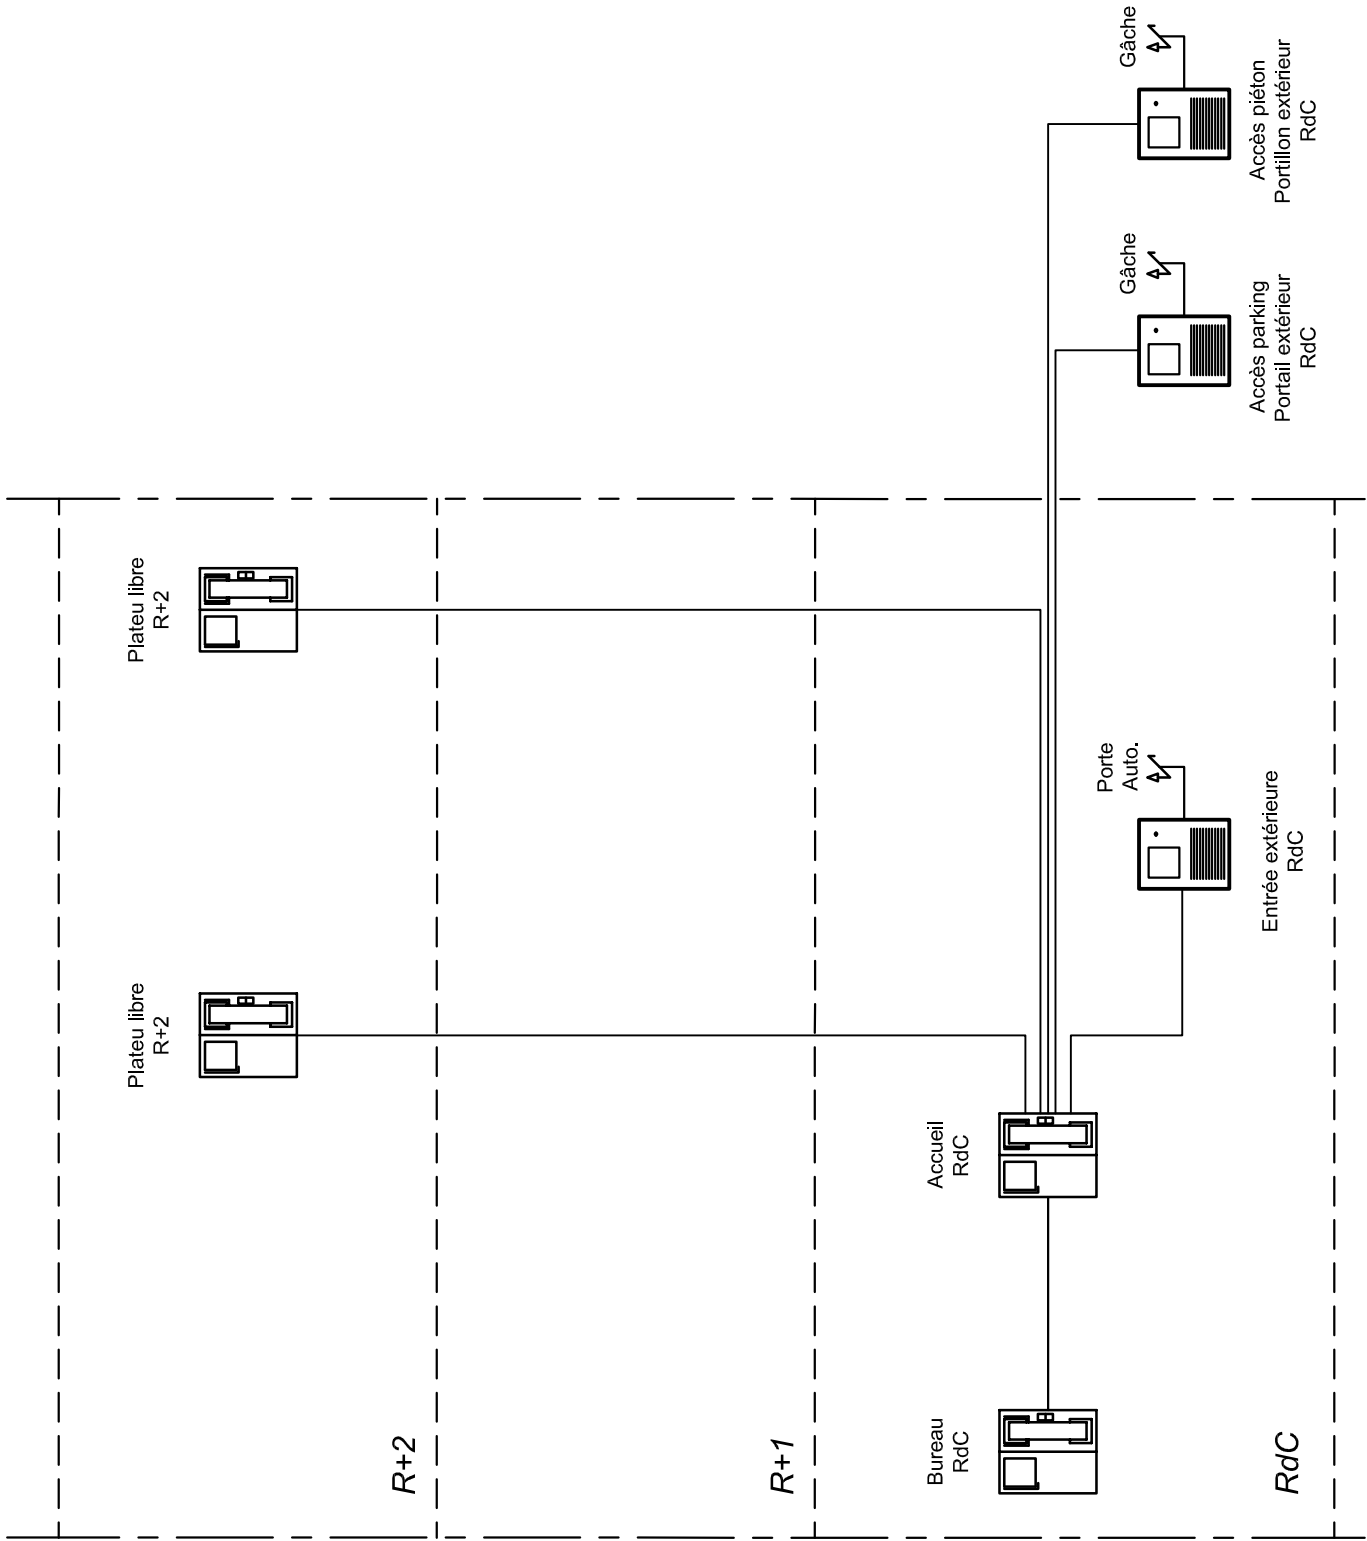 Plateu libre
R+2
Plateu libre
R+2
R+2
R+1
Bureau
RdC
Accueil
RdC
Porte
Auto.
Entrée extérieure
RdC
Gâche
Accès parking
Portail extérieur
RdC
Gâche
Accès piéton
Portillon extérieur
RdC
RdC